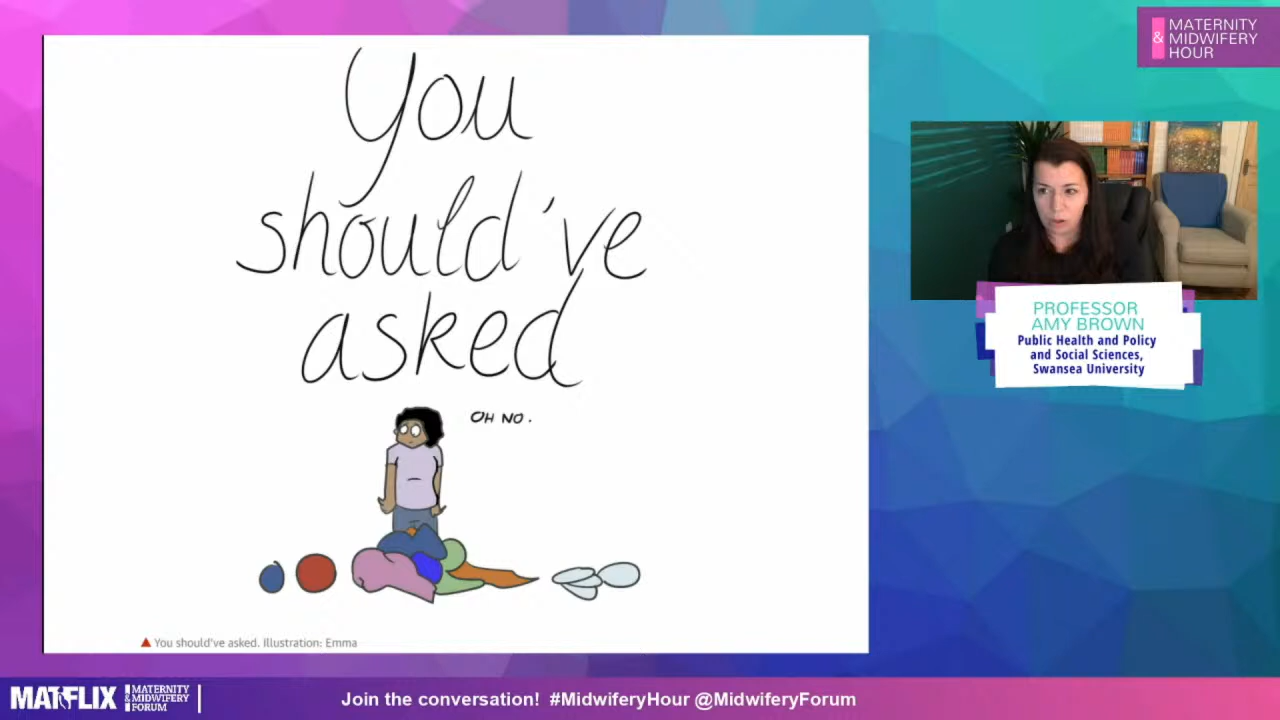 You
should've
asked
OH NO.
You should've asked. Illustration: Emma
MATERNITY
& MIDWIFERY
HOUR
PROFESSOR
AMY BROWN
Public Health and Policy
and Social Sciences,
Swansea University
MATFLIX
MATERNITY
& MIDWIFERY
FORUM
Join the conversation! #MidwiferyHour @MidwiferyForum